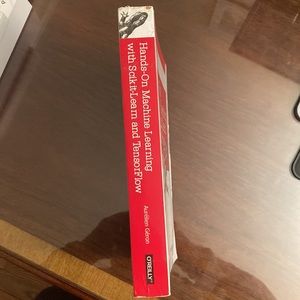 Hands-On Machine Learning
with Scikit-Learn and TensorFlow
Aurélien Géron
O'REILLY